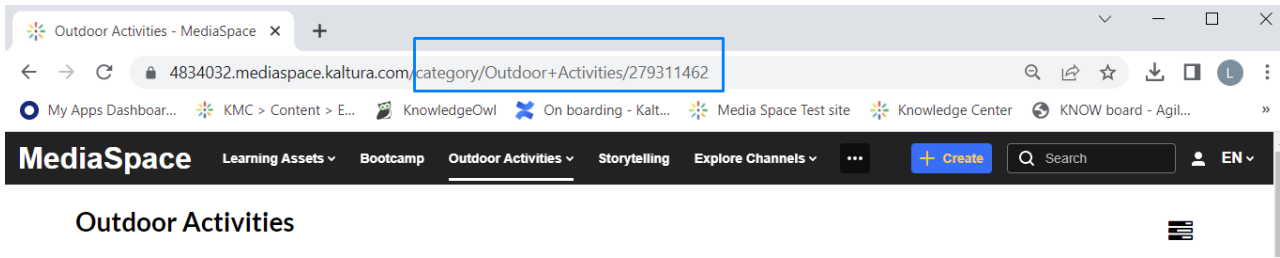 Outdoor Activities - MediaSpace
4834032.mediaspace.kaltura.com/category/Outdoor+Activities/279311462
L
My Apps Dashboar... KMC > Content > E... KnowledgeOwl On boarding - Kalt... Media Space Test site Knowledge Center KNOW board - Agil... »
MediaSpace Learning Assets Bootcamp Outdoor Activities Storytelling Explore Channels ••• + Create Search EN
Outdoor Activities